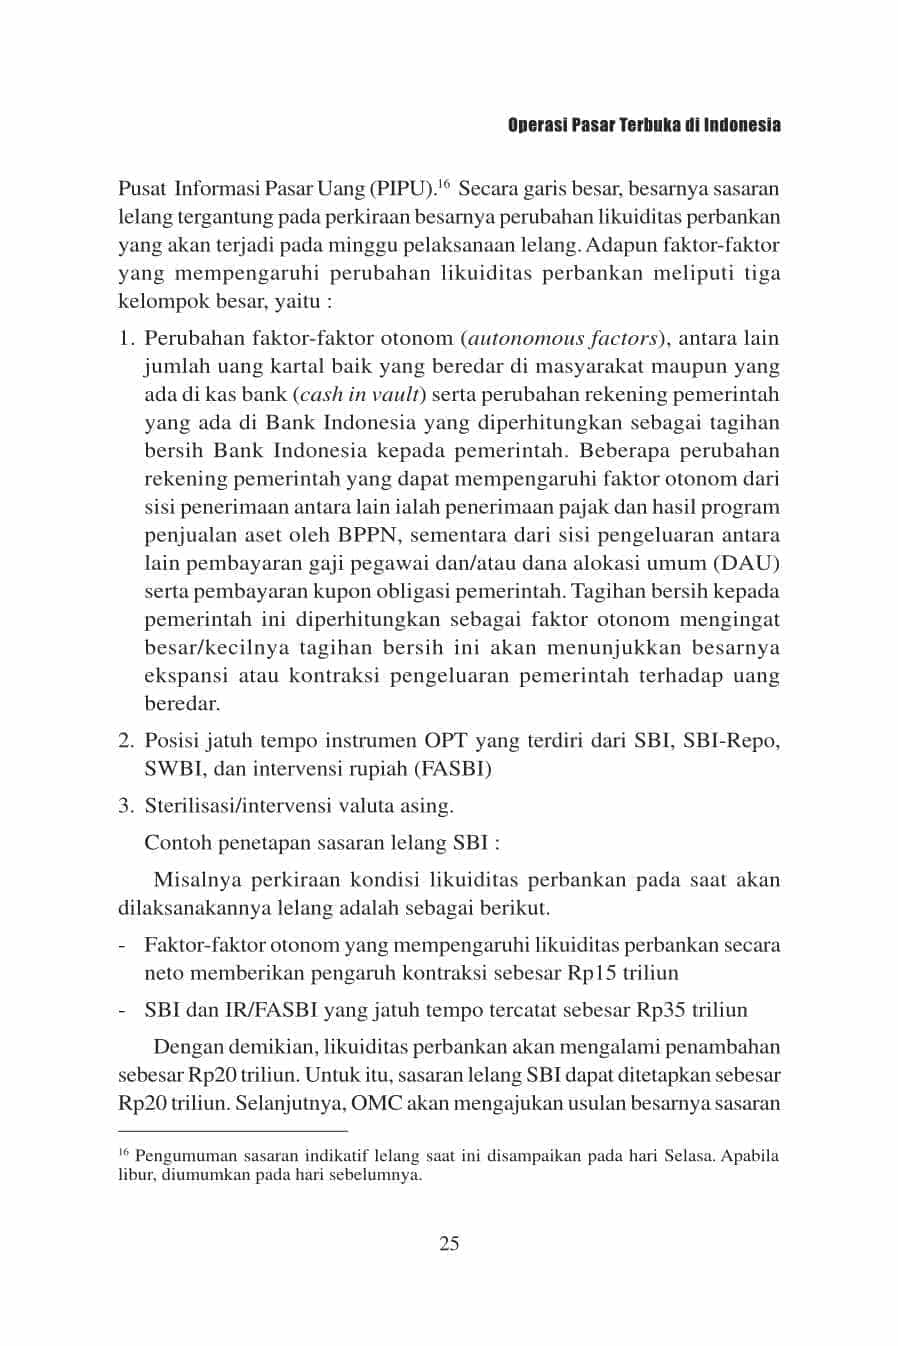 Operasi Pasar Terbuka di Indonesia
Pusat Informasi Pasar Uang (PIPU).16 Secara garis besar, besarnya sasaran
lelang tergantung pada perkiraan besarnya perubahan likuiditas perbankan
yang akan terjadi pada minggu pelaksanaan lelang. Adapun faktor-faktor
yang mempengaruhi perubahan likuiditas perbankan meliputi tiga
kelompok besar, yaitu :
1. Perubahan faktor-faktor otonom (autonomous factors), antara lain
jumlah uang kartal baik yang beredar di masyarakat maupun yang
ada di kas bank (cash in vault) serta perubahan rekening pemerintah
yang ada di Bank Indonesia yang diperhitungkan sebagai tagihan
bersih Bank Indonesia kepada pemerintah. Beberapa perubahan
rekening pemerintah yang dapat mempengaruhi faktor otonom dari
sisi penerimaan antara lain ialah penerimaan pajak dan hasil program
penjualan aset oleh BPPN, sementara dari sisi pengeluaran antara
lain pembayaran gaji pegawai dan/atau dana alokasi umum (DAU)
serta pembayaran kupon obligasi pemerintah. Tagihan bersih kepada
pemerintah ini diperhitungkan sebagai faktor otonom mengingat
besar/kecilnya tagihan bersih ini akan menunjukkan besarnya
ekspansi atau kontraksi pengeluaran pemerintah terhadap uang
beredar.
2. Posisi jatuh tempo instrumen OPT yang terdiri dari SBI, SBI-Repo,
SWBI, dan intervensi rupiah (FASBI)
3. Sterilisasi/intervensi valuta asing.
Contoh penetapan sasaran lelang SBI :
Misalnya perkiraan kondisi likuiditas perbankan pada saat akan
dilaksanakannya lelang adalah sebagai berikut.
- Faktor-faktor otonom yang mempengaruhi likuiditas perbankan secara
neto memberikan pengaruh kontraksi sebesar Rp15 triliun
- SBI dan IR/FASBI yang jatuh tempo tercatat sebesar Rp35 triliun
Dengan demikian, likuiditas perbankan akan mengalami penambahan
sebesar Rp20 triliun. Untuk itu, sasaran lelang SBI dapat ditetapkan sebesar
Rp20 triliun. Selanjutnya, OMC akan mengajukan usulan besarnya sasaran
16 Pengumuman sasaran indikatif lelang saat ini disampaikan pada hari Selasa. Apabila
libur, diumumkan pada hari sebelumnya.
25